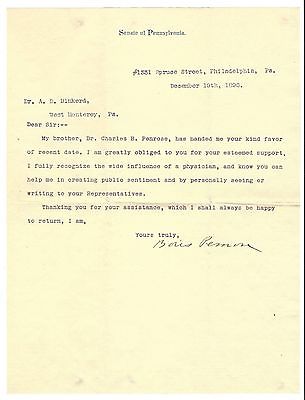 Senate of Pennsylvania.
#1331 Spruce Street, Philadelphia, Pa.
December 10th, 1896.
Dr. A. D.
West Monterey, Pa.
Dear Sir:--
My brother, Dr. Charles B. Penrose, has handed me your kind favor
of recent date. I am greatly obliged to you for your esteemed support.
I fully recognize the wide influence of a physician, and know you can
help me in creating public sentiment and by personally seeing or
writing to your Representatives.
Thanking you for your assistance, which I shall always be happy
to return, I am,
Yours truly,
Boies Penrose